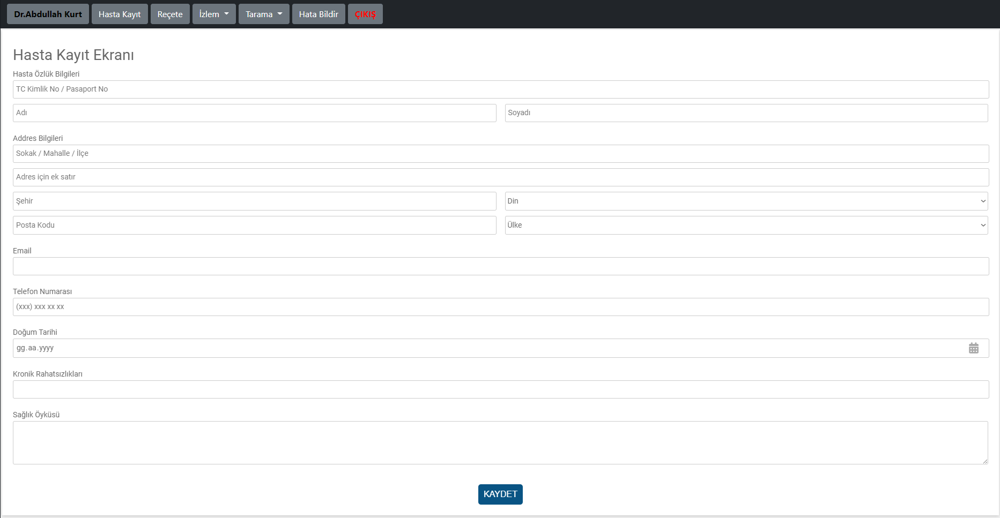 Dr.Abdullah Kurt Hasta Kayıt Reçete İzlem Tarama Hata Bildir ÇIKIŞ
Hasta Kayıt Ekranı
Hasta Özlük Bilgileri
TC Kimlik No / Pasaport No
Adı Soyadı
Addres Bilgileri
Sokak / Mahalle / İlçe
Adres için ek satır
Şehir Din
Posta Kodu Ülke
Email
Telefon Numarası
(xxx) xxx xx xx
Doğum Tarihi
gg.aa.yyyy
Kronik Rahatsızlıkları
Sağlık Öyküsü
KAYDET